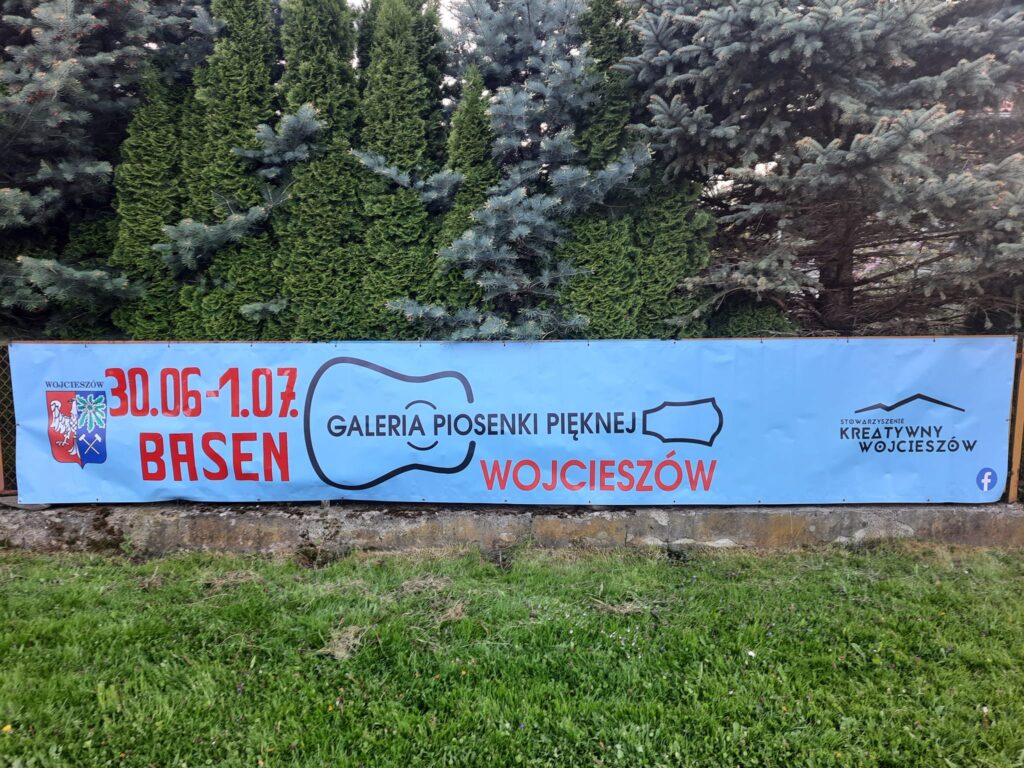 WOJCIESZÓW
30.06-1.07.
BASEN
GALERIA PIOSENKI PIĘKNEJ
WOJCIESZÓW
STOWARZYSZENIE
KREATYWNY
WOJCIESZÓW
f